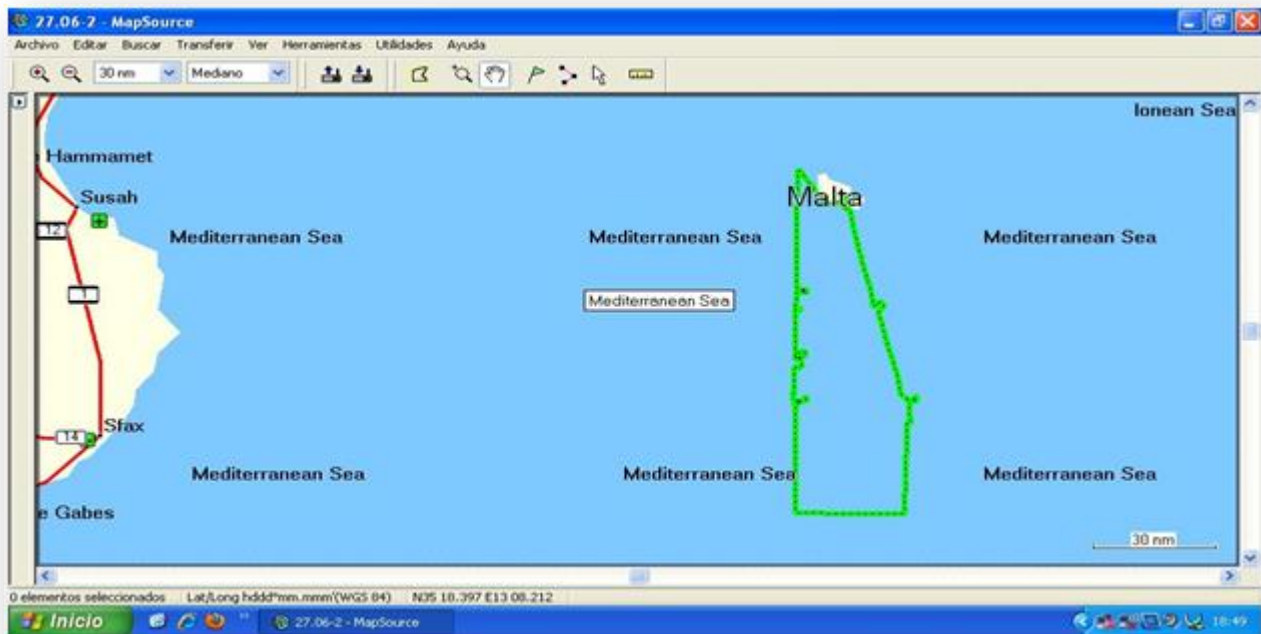 27.06-2 - MapSource
Archivo Editar Buscar Transferir Ver Herramientas Utilidades Ayuda
30 nm Mediano
Ionean Sea
Hammamet
Susah
Malta
12
Mediterranean Sea Mediterranean Sea Mediterranean Sea
1
Mediterranean Sea
Sfax
14
Mediterranean Sea Mediterranean Sea Mediterranean Sea
e Gabes
30 nm
0 elementos seleccionados Lat/Long hddd°mm.mmm'(WGS 84) N35 18.397 E13 08.212
Inicio 27.06-2 - MapSource 18:49